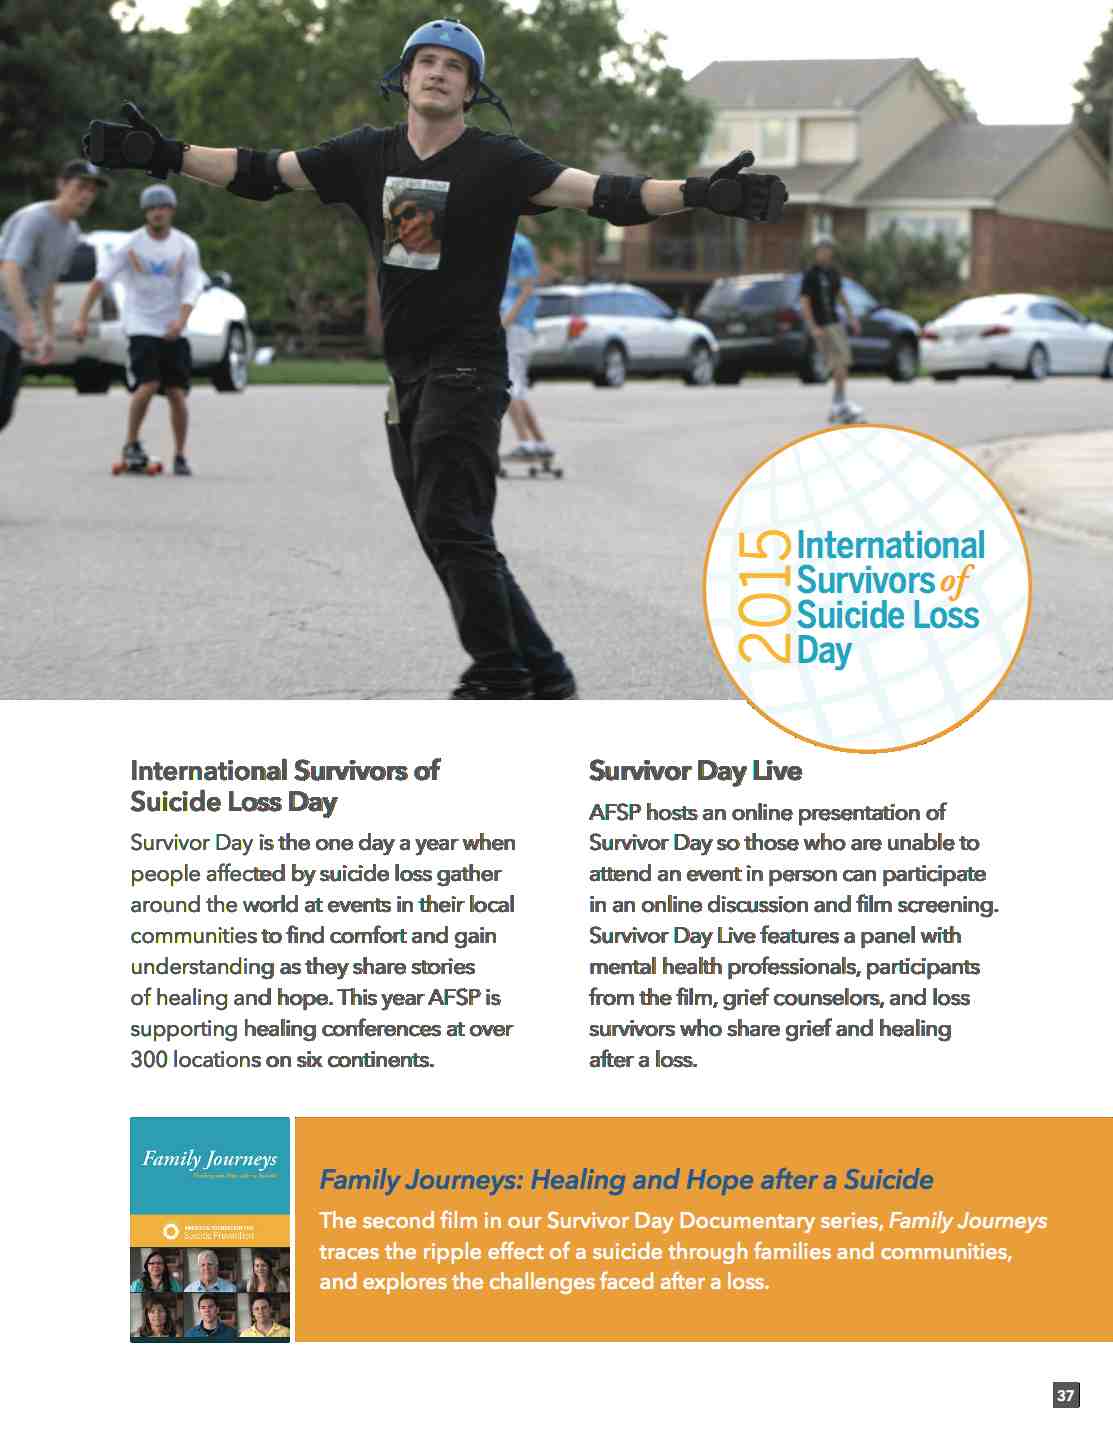 2015
International
Survivors of
Suicide Loss
Day
International Survivors of
Suicide Loss Day
Survivor Day is the one day a year when
people affected by suicide loss gather
around the world at events in their local
communities to find comfort and gain
understanding as they share stories
of healing and hope. This year AFSP is
supporting healing conferences at over
300 locations on six continents.
Survivor Day Live
AFSP hosts an online presentation of
Survivor Day so those who are unable to
attend an event in person can participate
in an online discussion and film screening.
Survivor Day Live features a panel with
mental health professionals, participants
from the film, grief counselors, and loss
survivors who share grief and healing
after a loss.
Family Journeys
Healing and Hope after a Suicide
American Foundation for
Suicide Prevention
Family Journeys: Healing and Hope after a Suicide
The second film in our Survivor Day Documentary series, Family Journeys
traces the ripple effect of a suicide through families and communities,
and explores the challenges faced after a loss.
37